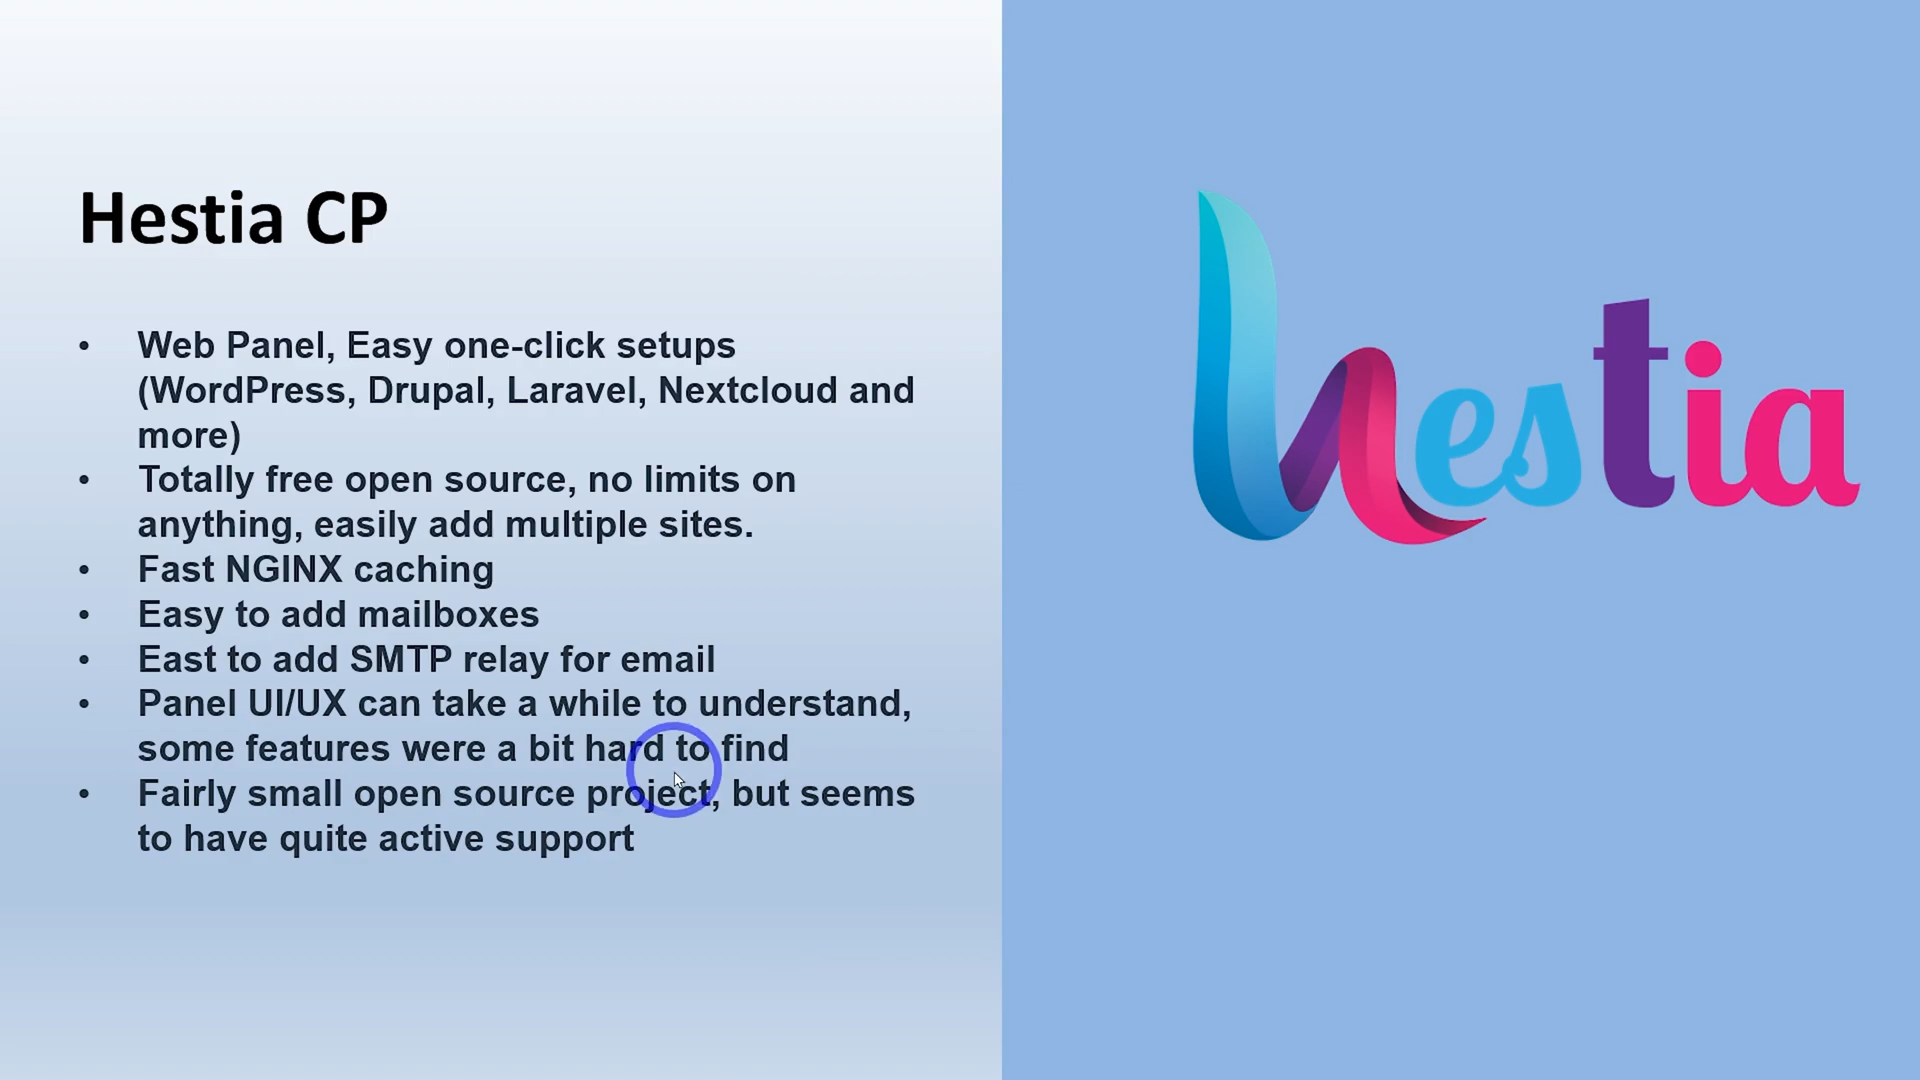 Hestia CP
• Web Panel, Easy one-click setups
(WordPress, Drupal, Laravel, Nextcloud and
more)
• Totally free open source, no limits on
anything, easily add multiple sites.
• Fast NGINX caching
• Easy to add mailboxes
• East to add SMTP relay for email
• Panel UI/UX can take a while to understand,
some features were a bit hard to find
• Fairly small open source project, but seems
to have quite active support
hestia